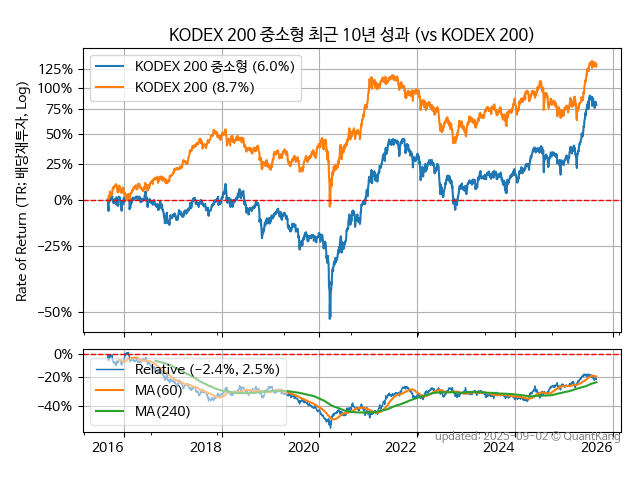 KODEX 200 중소형 최근 10년 성과 (vs KODEX 200)
KODEX 200 중소형 (6.0%)
KODEX 200 (8.7%)
Rate of Return (TR: 배당재투자, Log)
125%
100%
75%
50%
25%
0%
−25%
−50%
0%
−20%
−40%
Relative (−2.4%, 2.5%)
MA(60)
MA(240)
updated: 2025-09-02 © QuantKang
2016
2018
2020
2022
2024
2026